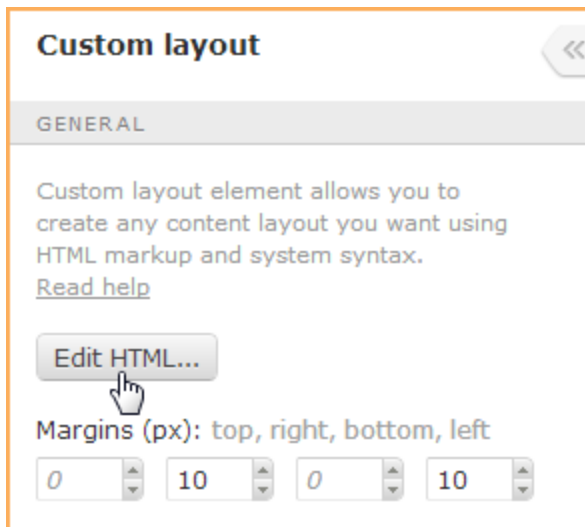 Custom layout
GENERAL
Custom layout element allows you to
create any content layout you want using
HTML markup and system syntax.
Read help
Edit HTML...
Margins (px): top, right, bottom, left
0 10 0 10